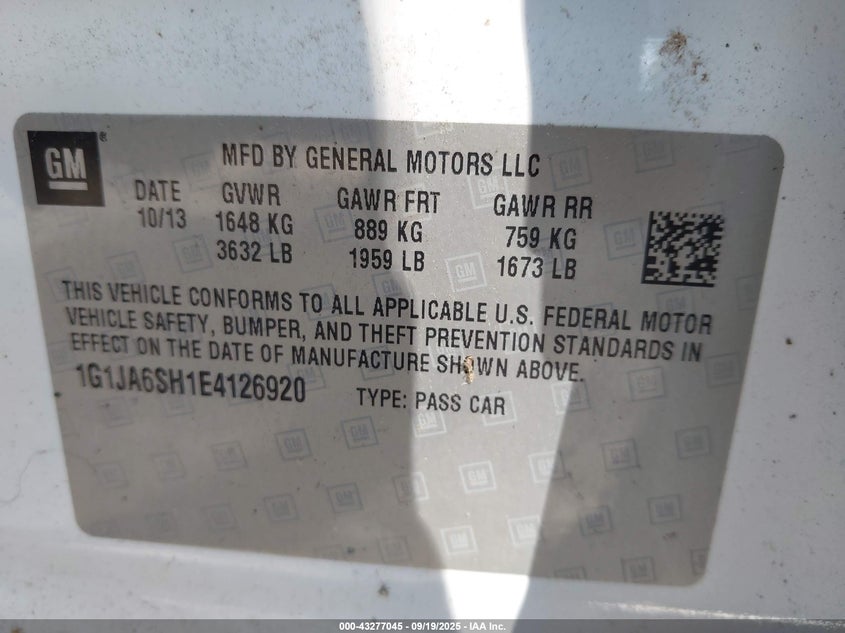 GM ®
MFD BY GENERAL MOTORS LLC
DATE GVWR GAWR FRT GAWR RR
10/13 1648 KG 889 KG 759 KG
3632 LB 1959 LB 1673 LB
THIS VEHICLE CONFORMS TO ALL APPLICABLE U.S. FEDERAL MOTOR
VEHICLE SAFETY, BUMPER, AND THEFT PREVENTION STANDARDS IN
EFFECT ON THE DATE OF MANUFACTURE SHOWN ABOVE.
1G1JA6SH1E4126920 TYPE: PASS CAR
000-43277045 - 09/19/2025 - IAA Inc.